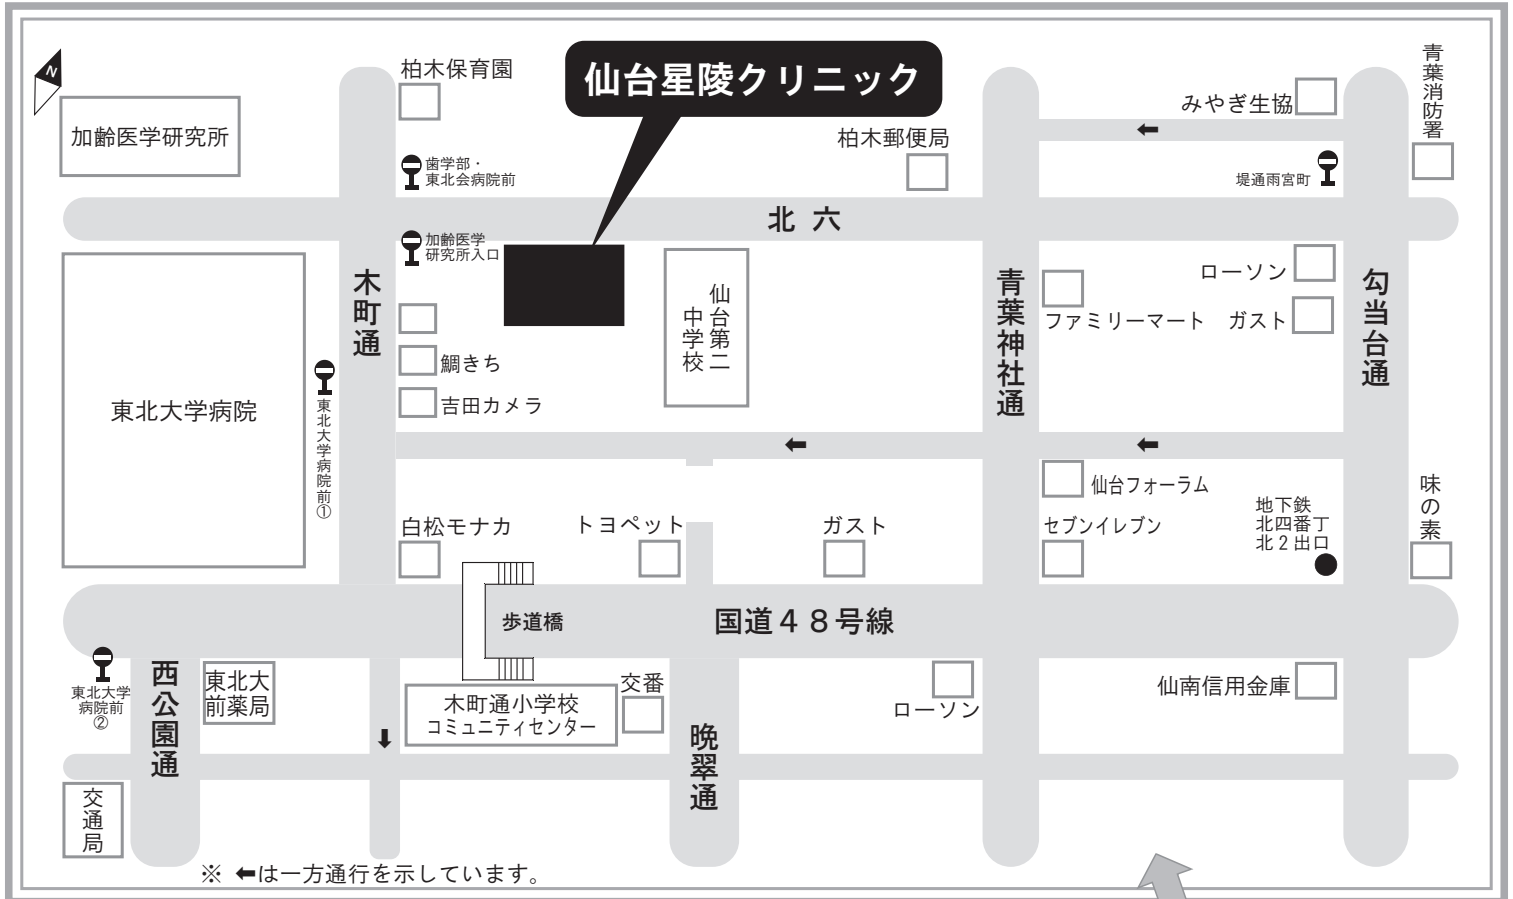 N
加齢医学研究所
柏木保育園
仙台星陵クリニック
柏木郵便局
みやぎ生協
青葉消防署
歯学部・
東北会病院前
堤通雨宮町
北六
加齢医学
研究所入口
木町通
仙台第二
中学校
青葉神社通
ローソン
ファミリーマート
ガスト
勾当台通
鯛きち
吉田カメラ
東北大学病院
東北大学病院前①
白松モナカ
トヨペット
ガスト
仙台フォーラム
セブンイレブン
地下鉄
北四番丁
北2出口
味の素
歩道橋
国道48号線
東北大学
病院前
②
西公園通
東北大
前薬局
木町通小学校
コミュニティセンター
交番
晩翠通
ローソン
仙南信用金庫
交通局
※ ←は一方通行を示しています。